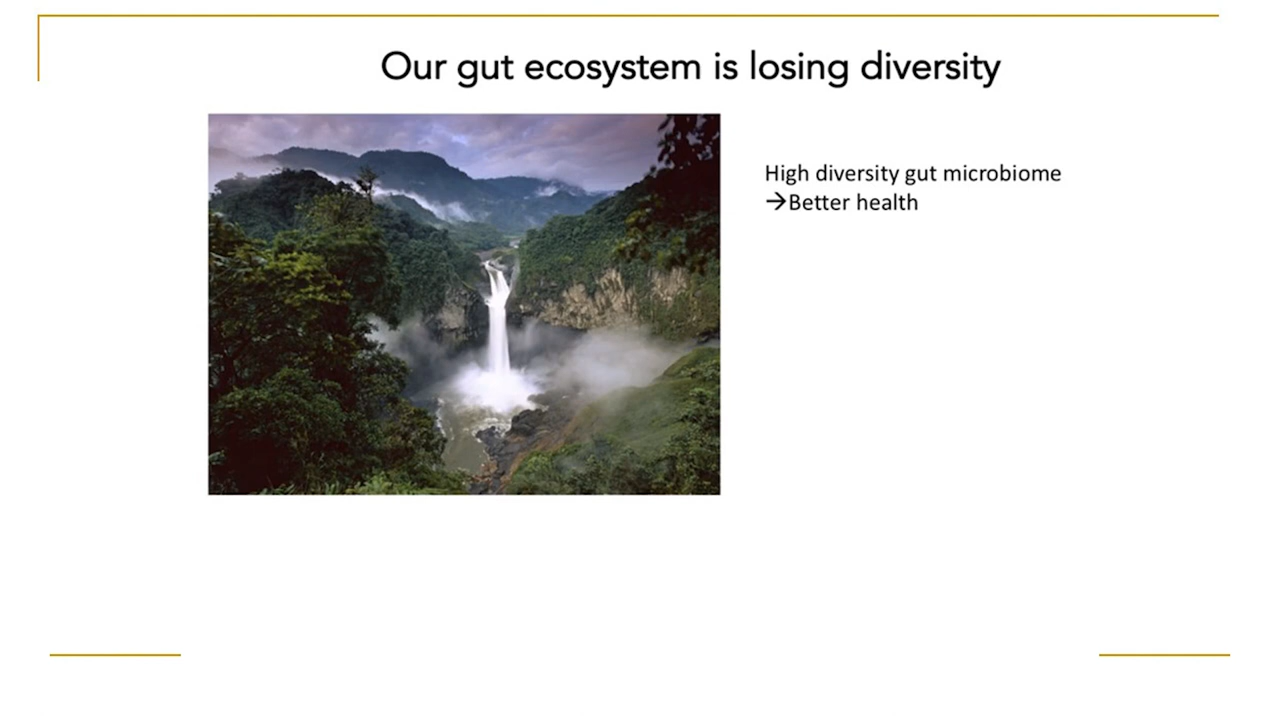 Our gut ecosystem is losing diversity
High diversity gut microbiome
→Better health